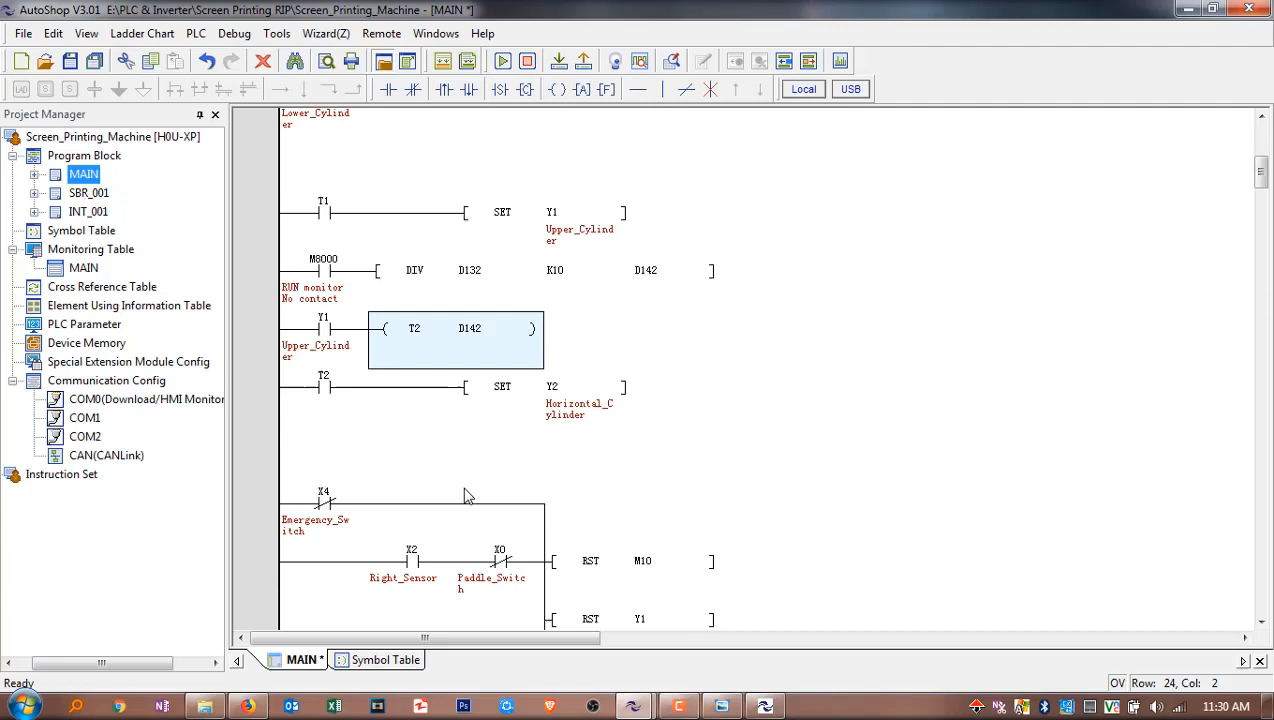 AutoShop V3.01 E:\PLC & Inverter\Screen Printing RIP\Screen_Printing_Machine - [MAIN *]
File Edit View Ladder Chart PLC Debug Tools Wizard(Z) Remote Windows Help
Local USB
Project Manager
Screen_Printing_Machine [H0U-XP]
Program Block
MAIN
SBR_001
INT_001
Symbol Table
Monitoring Table
MAIN
Cross Reference Table
Element Using Information Table
PLC Parameter
Device Memory
Special Extension Module Config
Communication Config
COM0(Download/HMI Monitor
COM1
COM2
CAN(CANLink)
Instruction Set
Lower_Cylind
er
T1
SET Y1
Upper_Cylind
er
M8000
DIV D132 K10 D142
RUN monitor
No contact
Y1
T2 D142
Upper_Cylind
er
T2
SET Y2
Horizontal_C
ylinder
X4
Emergency_Sw
itch
X2 X0
RST M10
Right_Sensor Paddle_Switc
h
RST Y1
MAIN * Symbol Table
Ready
OV Row: 24, Col: 2
11:30 AM